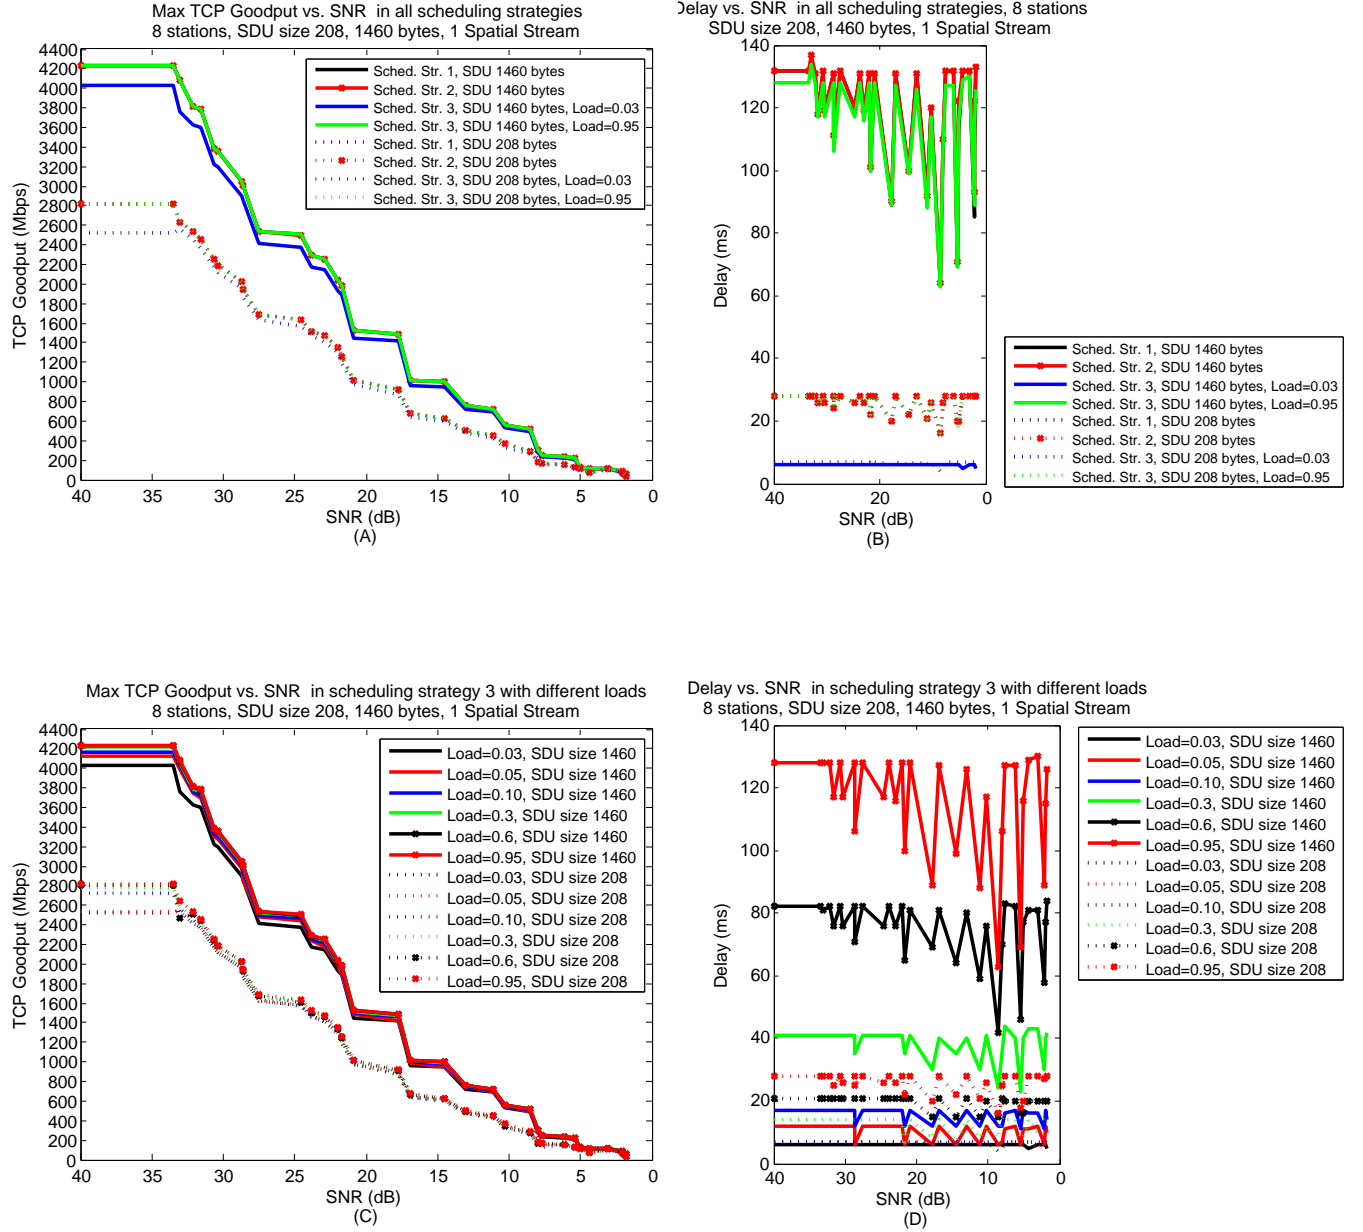 Max TCP Goodput vs. SNR  in all scheduling strategies
8 stations, SDU size 208, 1460 bytes, 1 Spatial Stream
4400
4200
4000
3800
3600
3400
3200
3000
2800
2600
2400
2200
2000
1800
1600
1400
1200
1000
800
600
400
200
0
TCP Goodput (Mbps)
Sched. Str. 1, SDU 1460 bytes
Sched. Str. 2, SDU 1460 bytes
Sched. Str. 3, SDU 1460 bytes, Load=0.03
Sched. Str. 3, SDU 1460 bytes, Load=0.95
Sched. Str. 1, SDU 208 bytes
Sched. Str. 2, SDU 208 bytes
Sched. Str. 3, SDU 208 bytes, Load=0.03
Sched. Str. 3, SDU 208 bytes, Load=0.95
40 35 30 25 20 15 10 5 0
SNR (dB)
(A)
Delay vs. SNR  in all scheduling strategies, 8 stations
SDU size 208, 1460 bytes, 1 Spatial Stream
140
120
100
80
60
40
20
0
Delay (ms)
Sched. Str. 1, SDU 1460 bytes
Sched. Str. 2, SDU 1460 bytes
Sched. Str. 3, SDU 1460 bytes, Load=0.03
Sched. Str. 3, SDU 1460 bytes, Load=0.95
Sched. Str. 1, SDU 208 bytes
Sched. Str. 2, SDU 208 bytes
Sched. Str. 3, SDU 208 bytes, Load=0.03
Sched. Str. 3, SDU 208 bytes, Load=0.95
40 20 0
SNR (dB)
(B)
Max TCP Goodput vs. SNR  in scheduling strategy 3 with different loads
8 stations, SDU size 208, 1460 bytes, 1 Spatial Stream
4400
4200
4000
3800
3600
3400
3200
3000
2800
2600
2400
2200
2000
1800
1600
1400
1200
1000
800
600
400
200
0
TCP Goodput (Mbps)
Load=0.03, SDU size 1460
Load=0.05, SDU size 1460
Load=0.10, SDU size 1460
Load=0.3, SDU size 1460
Load=0.6, SDU size 1460
Load=0.95, SDU size 1460
Load=0.03, SDU size 208
Load=0.05, SDU size 208
Load=0.10, SDU size 208
Load=0.3, SDU size 208
Load=0.6, SDU size 208
Load=0.95, SDU size 208
40 35 30 25 20 15 10 5 0
SNR (dB)
(C)
Delay vs. SNR  in scheduling strategy 3 with different loads
8 stations, SDU size 208, 1460 bytes, 1 Spatial Stream
140
120
100
80
60
40
20
0
Delay (ms)
Load=0.03, SDU size 1460
Load=0.05, SDU size 1460
Load=0.10, SDU size 1460
Load=0.3, SDU size 1460
Load=0.6, SDU size 1460
Load=0.95, SDU size 1460
Load=0.03, SDU size 208
Load=0.05, SDU size 208
Load=0.10, SDU size 208
Load=0.3, SDU size 208
Load=0.6, SDU size 208
Load=0.95, SDU size 208
40 30 20 10 0
SNR (dB)
(D)